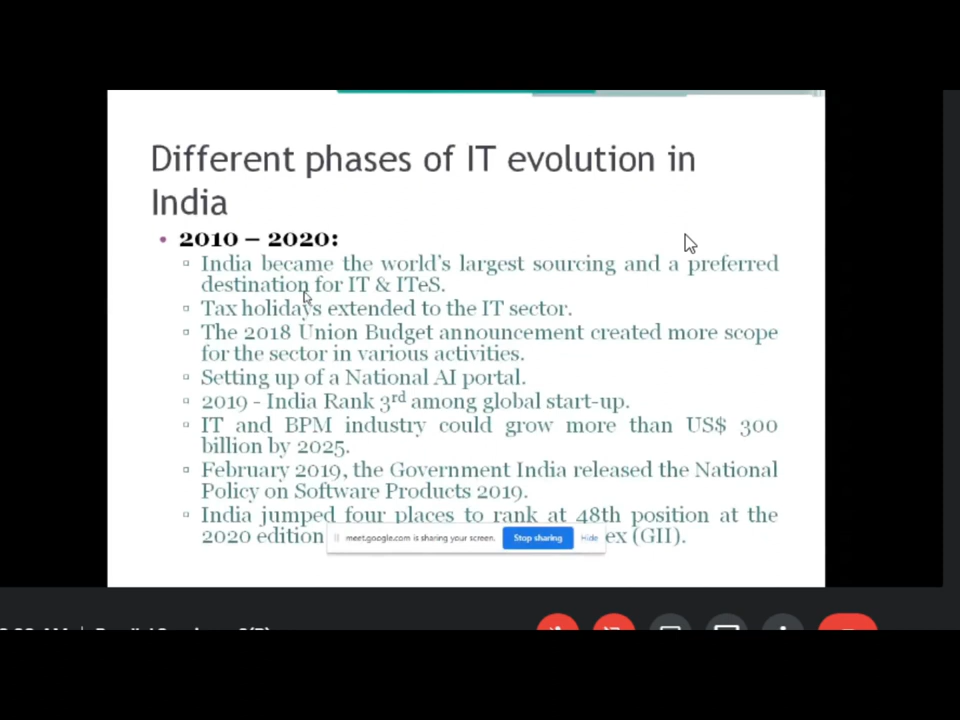 Different phases of IT evolution in
India
• 2010 – 2020:
▫ India became the world's largest sourcing and a preferred
destination for IT & ITeS.
▫ Tax holidays extended to the IT sector.
▫ The 2018 Union Budget announcement created more scope
for the sector in various activities.
▫ Setting up of a National AI portal.
▫ 2019 - India Rank 3rd among global start-up.
▫ IT and BPM industry could grow more than US$ 300
billion by 2025.
▫ February 2019, the Government India released the National
Policy on Software Products 2019.
▫ India jumped four places to rank at 48th position at the
2020 edition ex (GII).
meet.google.com is sharing your screen. Stop sharing Hide